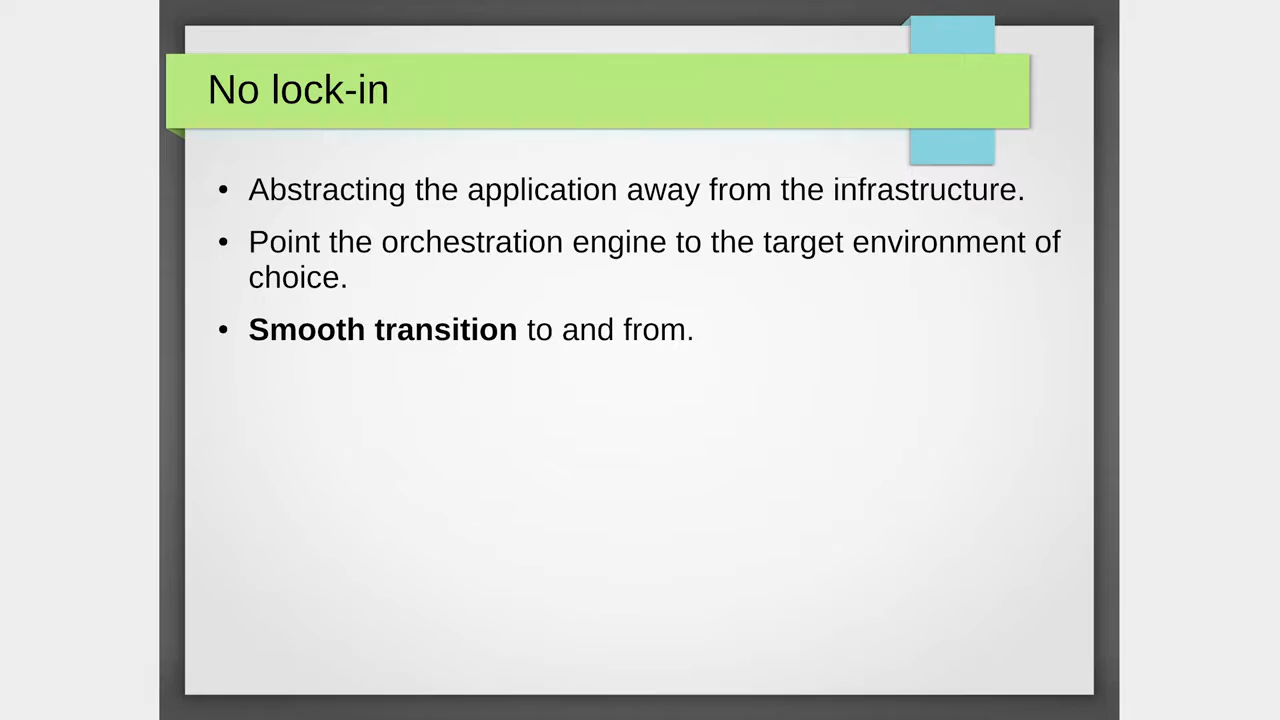 No lock-in
• Abstracting the application away from the infrastructure.
• Point the orchestration engine to the target environment of
choice.
• Smooth transition to and from.